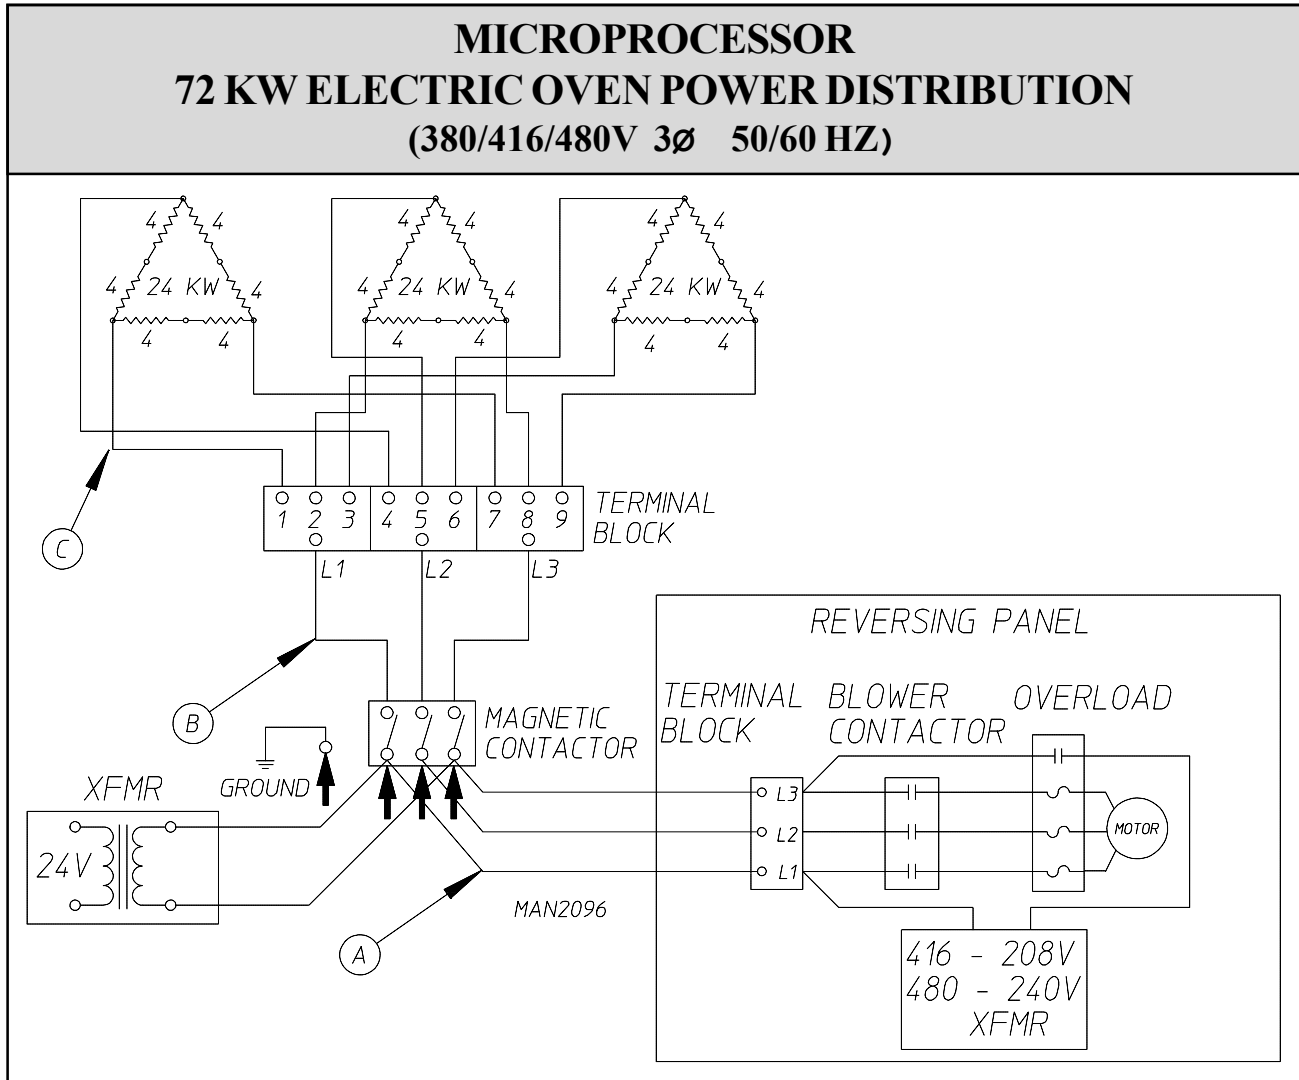 MICROPROCESSOR
72 KW ELECTRIC OVEN POWER DISTRIBUTION
(380/416/480V 3ø 50/60 HZ)
4 4
4 24 KW 4
4 4
4 4
4 24 KW 4
4 4
4 4
4 24 KW 4
4 4
1 2 3 4 5 6 7 8 9
TERMINAL
BLOCK
L1 L2 L3
C
B
MAGNETIC
CONTACTOR
GROUND
XFMR
24V
A
MAN2096
REVERSING PANEL
TERMINAL
BLOCK
BLOWER
CONTACTOR
OVERLOAD
L3
L2
L1
MOTOR
416 - 208V
480 - 240V
XFMR